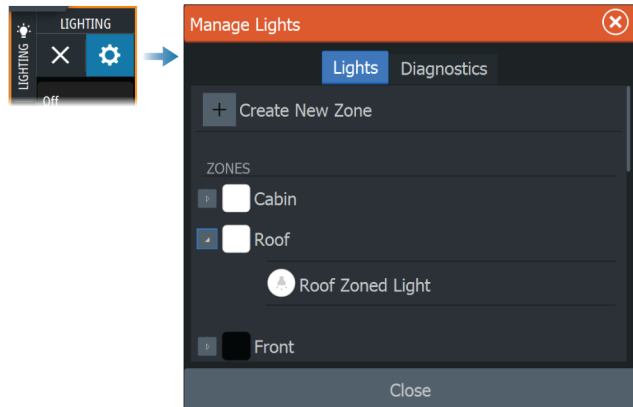 LIGHTING
LIGHTING
Off
Manage Lights
Lights Diagnostics
Create New Zone
ZONES
Cabin
Roof
Roof Zoned Light
Front
Close